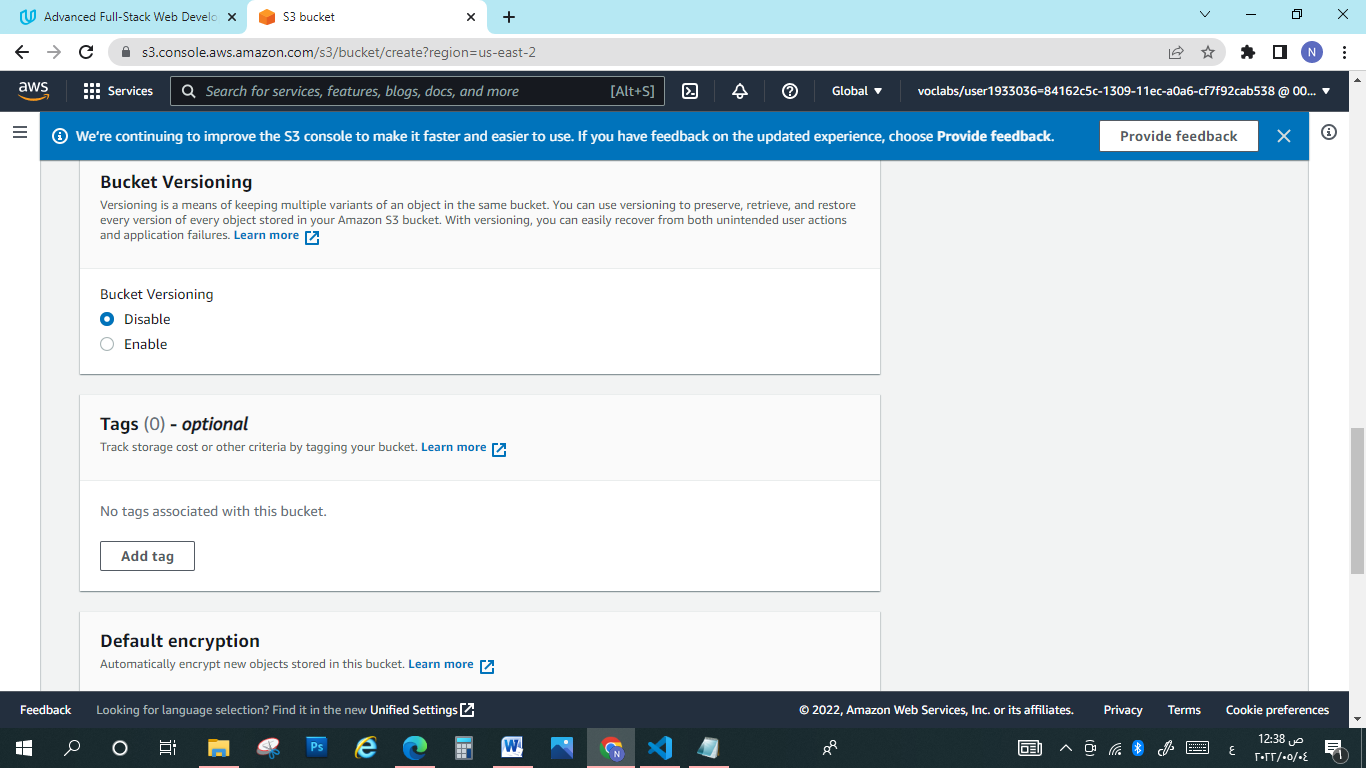 Advanced Full-Stack Web Develo
S3 bucket
s3.console.aws.amazon.com/s3/bucket/create?region=us-east-2
N
aws
Services
Search for services, features, blogs, docs, and more
[Alt+S]
Global
voclabs/user1933036=84162c5c-1309-11ec-a0a6-cf7f92cab538 @ 00...
We’re continuing to improve the S3 console to make it faster and easier to use. If you have feedback on the updated experience, choose Provide feedback.
Provide feedback
Bucket Versioning
Versioning is a means of keeping multiple variants of an object in the same bucket. You can use versioning to preserve, retrieve, and restore
every version of every object stored in your Amazon S3 bucket. With versioning, you can easily recover from both unintended user actions
and application failures. Learn more
Bucket Versioning
Disable
Enable
Tags (0) - optional
Track storage cost or other criteria by tagging your bucket. Learn more
No tags associated with this bucket.
Add tag
Default encryption
Automatically encrypt new objects stored in this bucket. Learn more
Feedback
Looking for language selection? Find it in the new Unified Settings
© 2022, Amazon Web Services, Inc. or its affiliates.
Privacy
Terms
Cookie preferences
Ps
W
N
ع
12:38 ص
٢٠٢٢/٠٥/٠٤
1